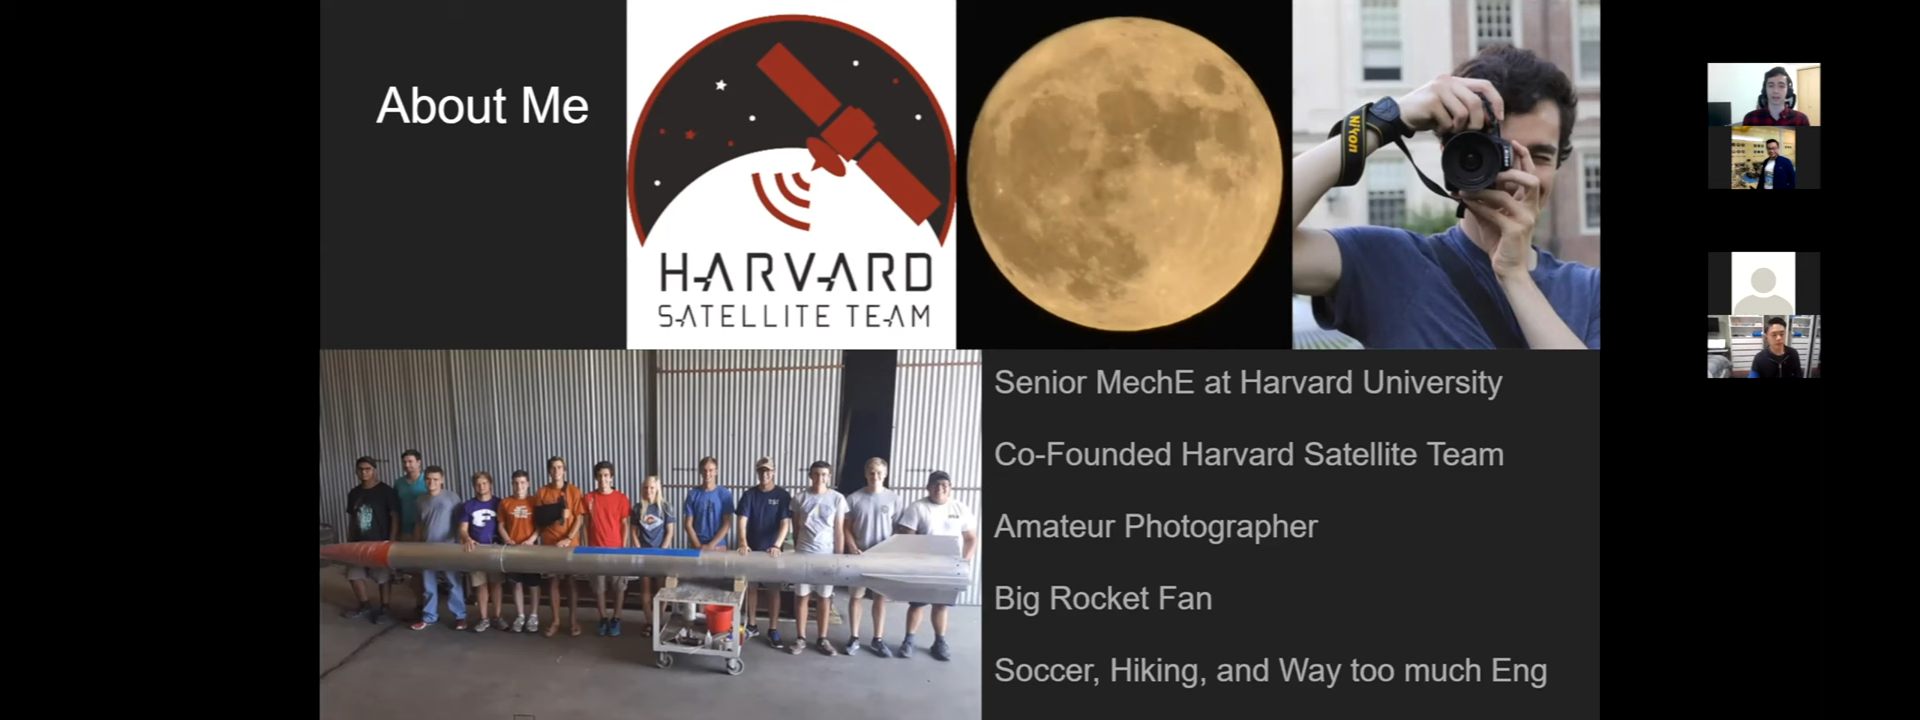 About Me
HARVARD
SATELLITE TEAM
Nikon
Senior MechE at Harvard University
Co-Founded Harvard Satellite Team
Amateur Photographer
Big Rocket Fan
Soccer, Hiking, and Way too much Eng